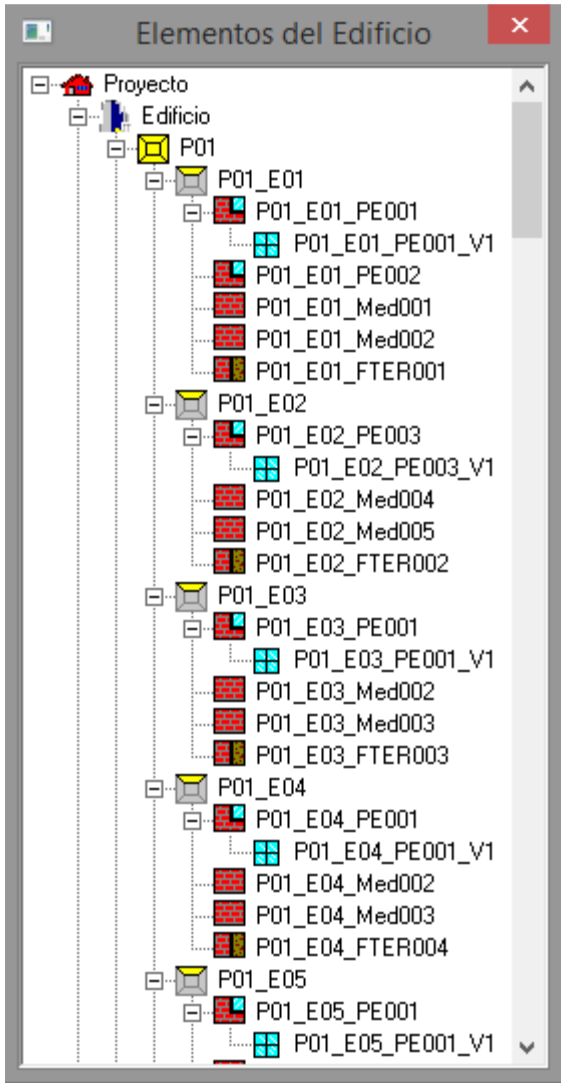 Elementos del Edificio
Proyecto
Edificio
P01
P01_E01
P01_E01_PE001
P01_E01_PE001_V1
P01_E01_PE002
P01_E01_Med001
P01_E01_Med002
P01_E01_FTER001
P01_E02
P01_E02_PE003
P01_E02_PE003_V1
P01_E02_Med004
P01_E02_Med005
P01_E02_FTER002
P01_E03
P01_E03_PE001
P01_E03_PE001_V1
P01_E03_Med002
P01_E03_Med003
P01_E03_FTER003
P01_E04
P01_E04_PE001
P01_E04_PE001_V1
P01_E04_Med002
P01_E04_Med003
P01_E04_FTER004
P01_E05
P01_E05_PE001
P01_E05_PE001_V1